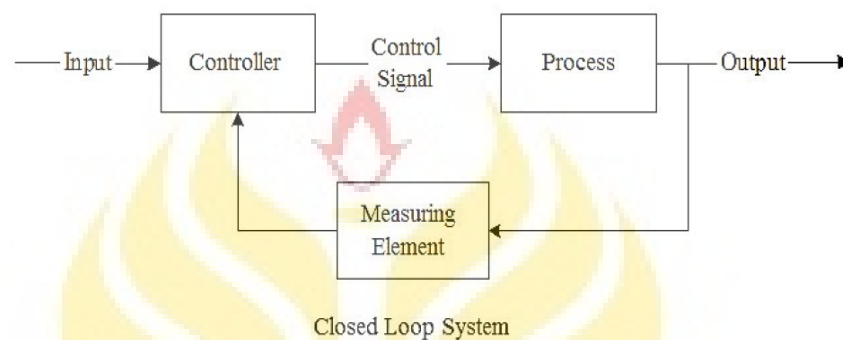 Input
Controller
Control
Signal
Process
Output
Measuring
Element
Closed Loop System